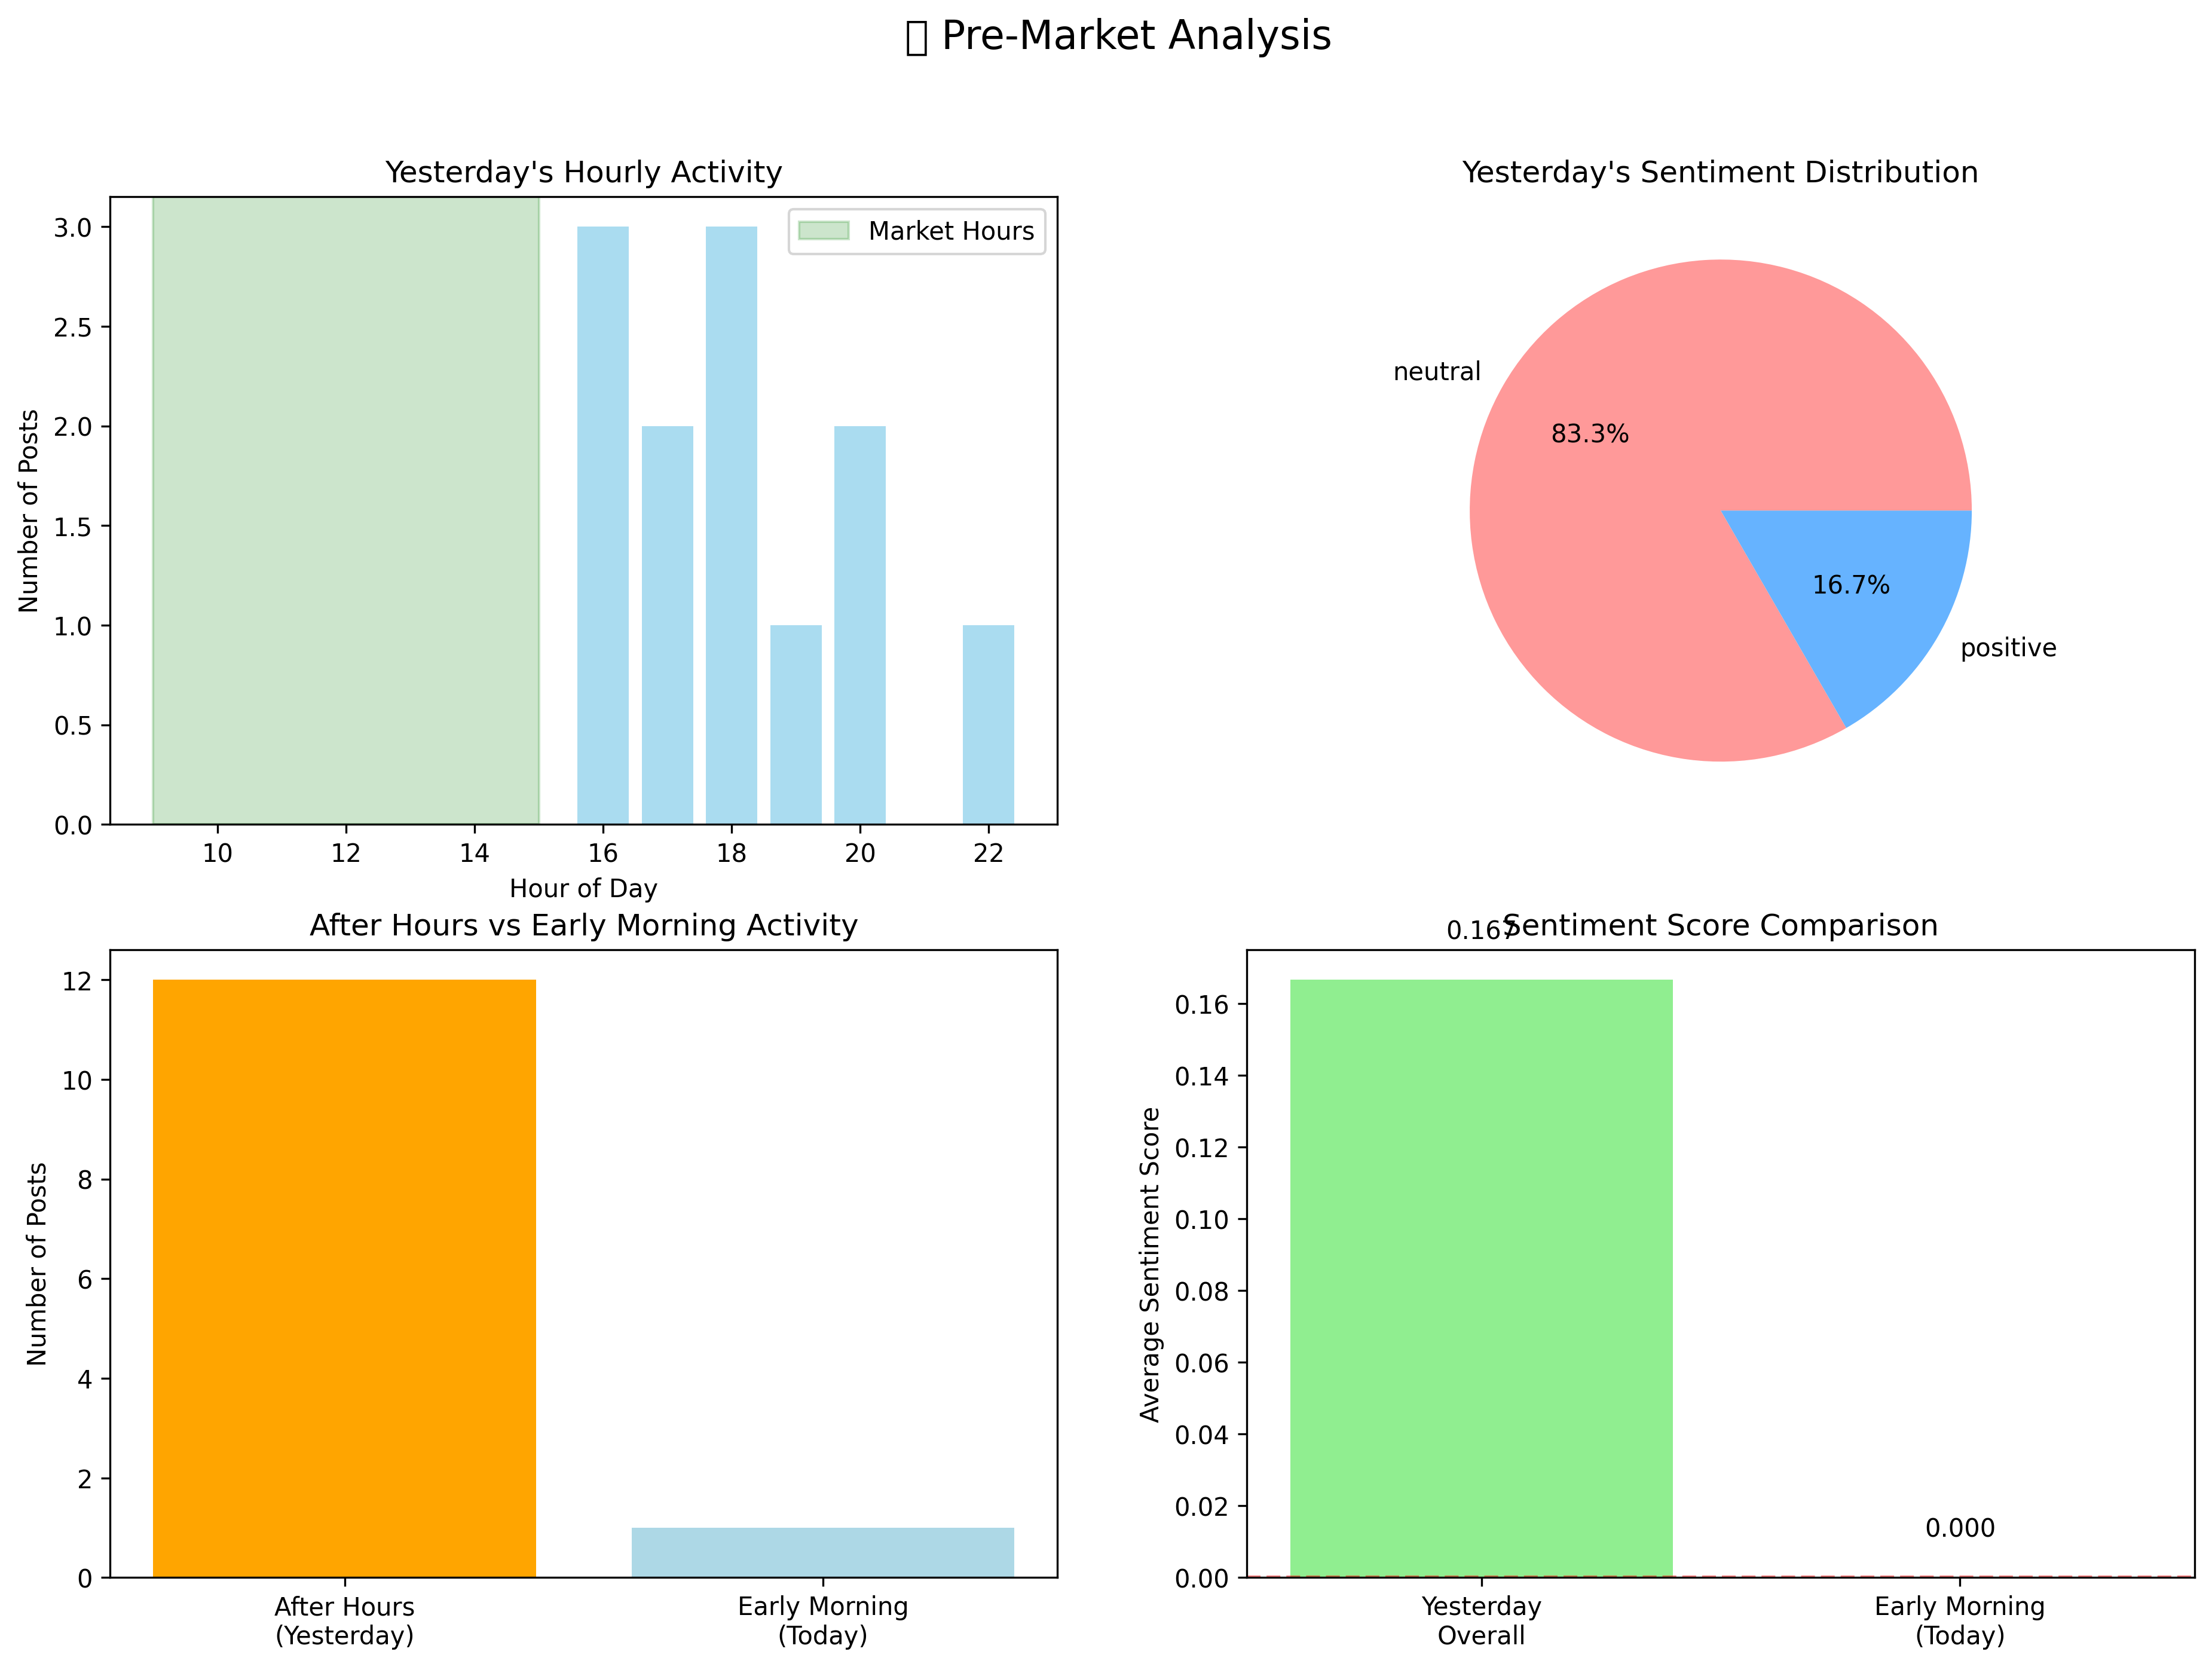 Pre-Market Analysis
Yesterday's Hourly Activity
Number of Posts
3.0
2.5
2.0
1.5
1.0
0.5
0.0
Market Hours
10 12 14 16 18 20 22
Hour of Day
Yesterday's Sentiment Distribution
neutral
83.3%
16.7%
positive
After Hours vs Early Morning Activity
Number of Posts
12
10
8
6
4
2
0
After Hours
(Yesterday)
Early Morning
(Today)
Sentiment Score Comparison
0.167
Average Sentiment Score
0.16
0.14
0.12
0.10
0.08
0.06
0.04
0.02
0.00
0.000
Yesterday
Overall
Early Morning
(Today)